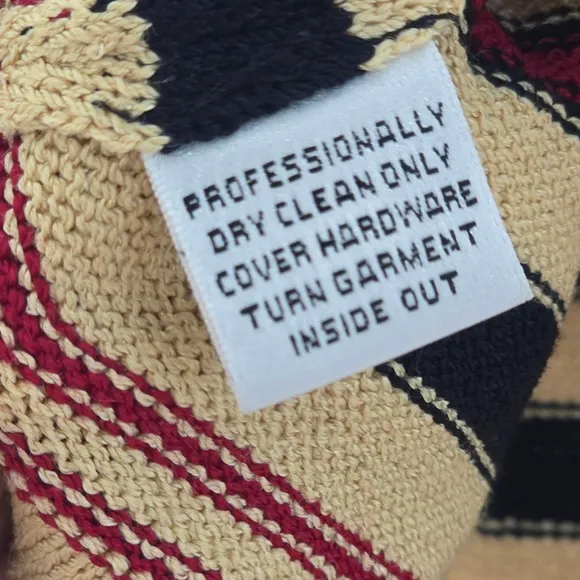 PROFESSIONALLY
DRY CLEAN ONLY
COVER HARDWARE
TURN GARMENT
INSIDE OUT